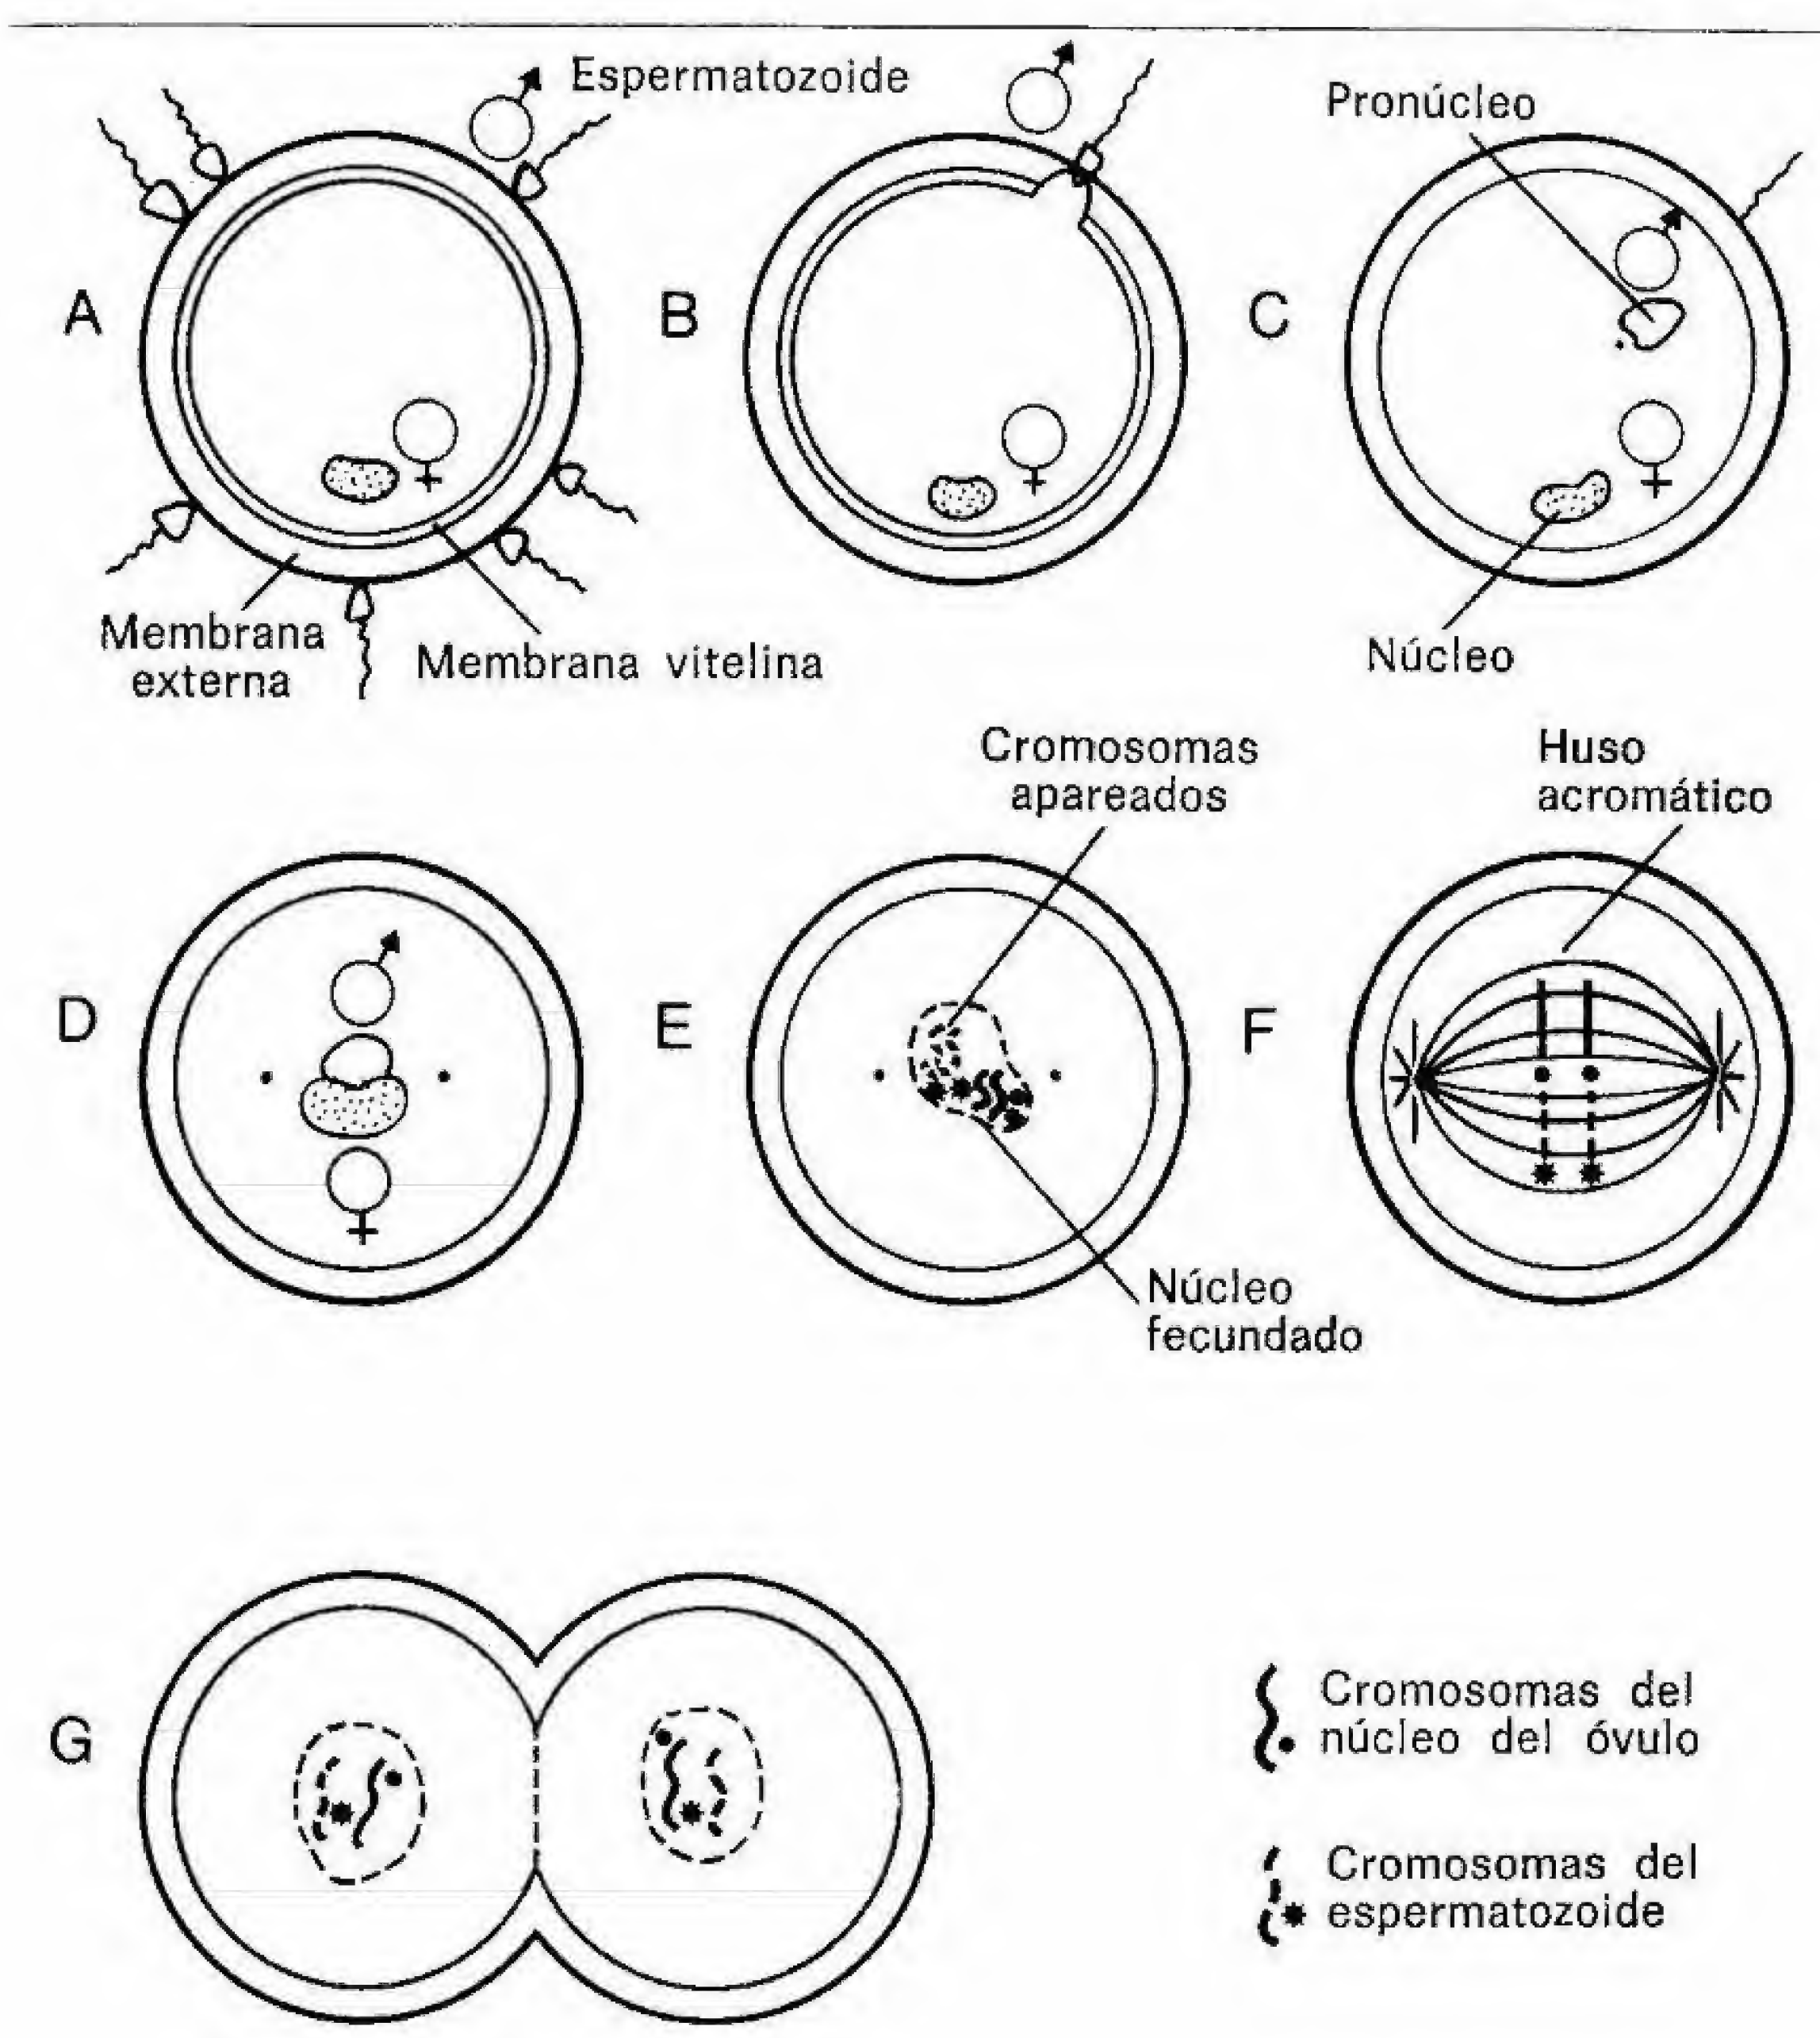 Espermatozoide
Pronúcleo
A
B
C
Membrana
externa
Membrana vitelina
Núcleo
Cromosomas
apareados
Huso
acromático
D
E
F
Núcleo
fecundado
G
Cromosomas del
núcleo del óvulo
Cromosomas del
espermatozoide